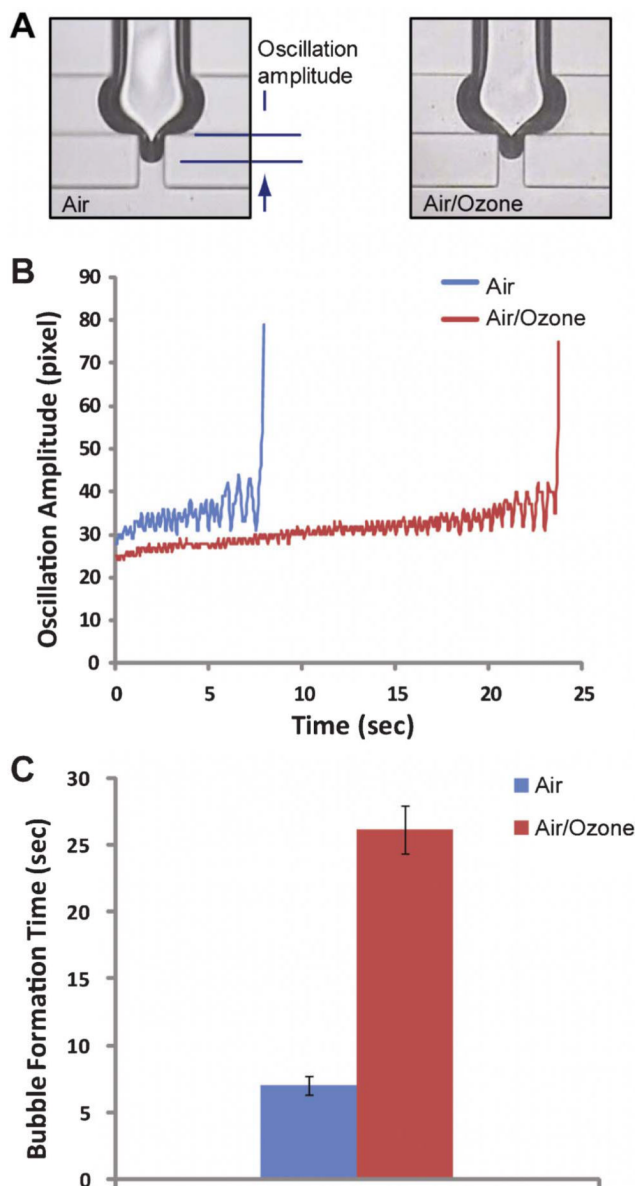 A
Oscillation
amplitude
Air
Air/Ozone
B
Oscillation Amplitude (pixel)
90
80
70
60
50
40
30
20
10
0
0 5 10 15 20 25
Time (sec)
Air
Air/Ozone
C
Bubble Formation Time (sec)
30
25
20
15
10
5
0
Air
Air/Ozone